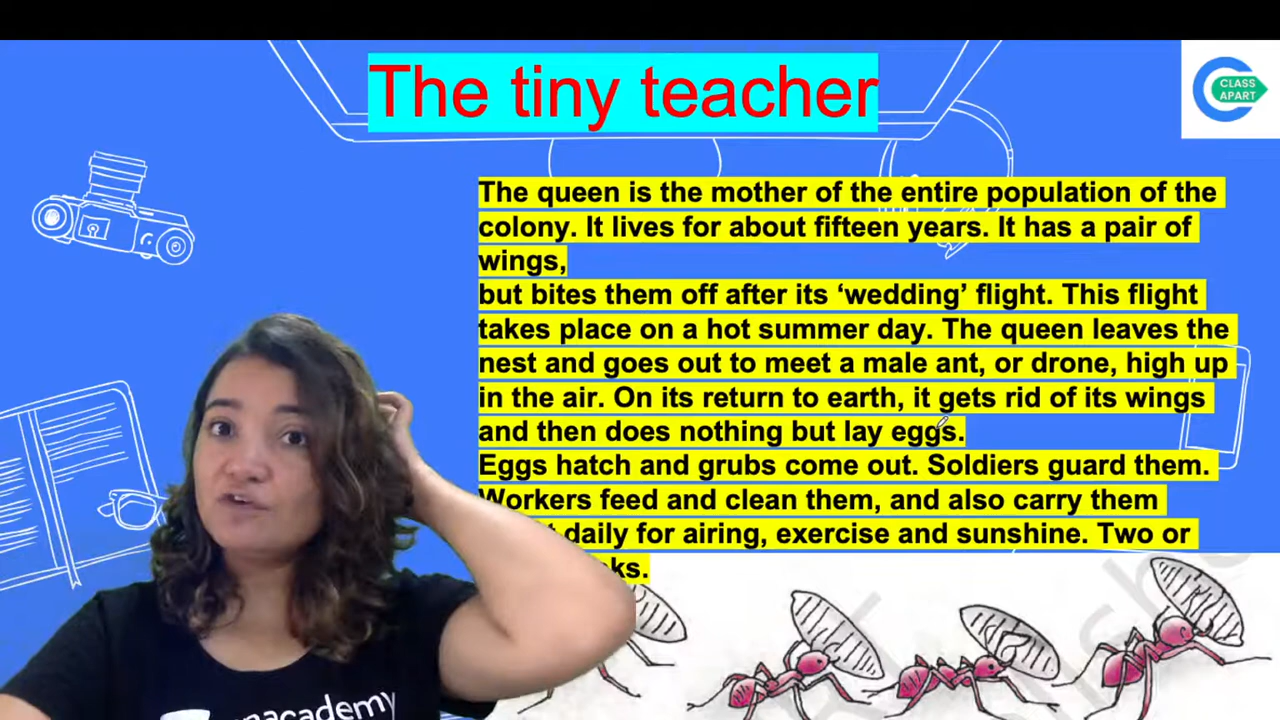 The tiny teacher
CLASS
APART
The queen is the mother of the entire population of the
colony. It lives for about fifteen years. It has a pair of
wings,
but bites them off after its ‘wedding’ flight. This flight
takes place on a hot summer day. The queen leaves the
nest and goes out to meet a male ant, or drone, high up
in the air. On its return to earth, it gets rid of its wings
and then does nothing but lay eggs.
Eggs hatch and grubs come out. Soldiers guard them.
Workers feed and clean them, and also carry them
daily for airing, exercise and sunshine. Two or